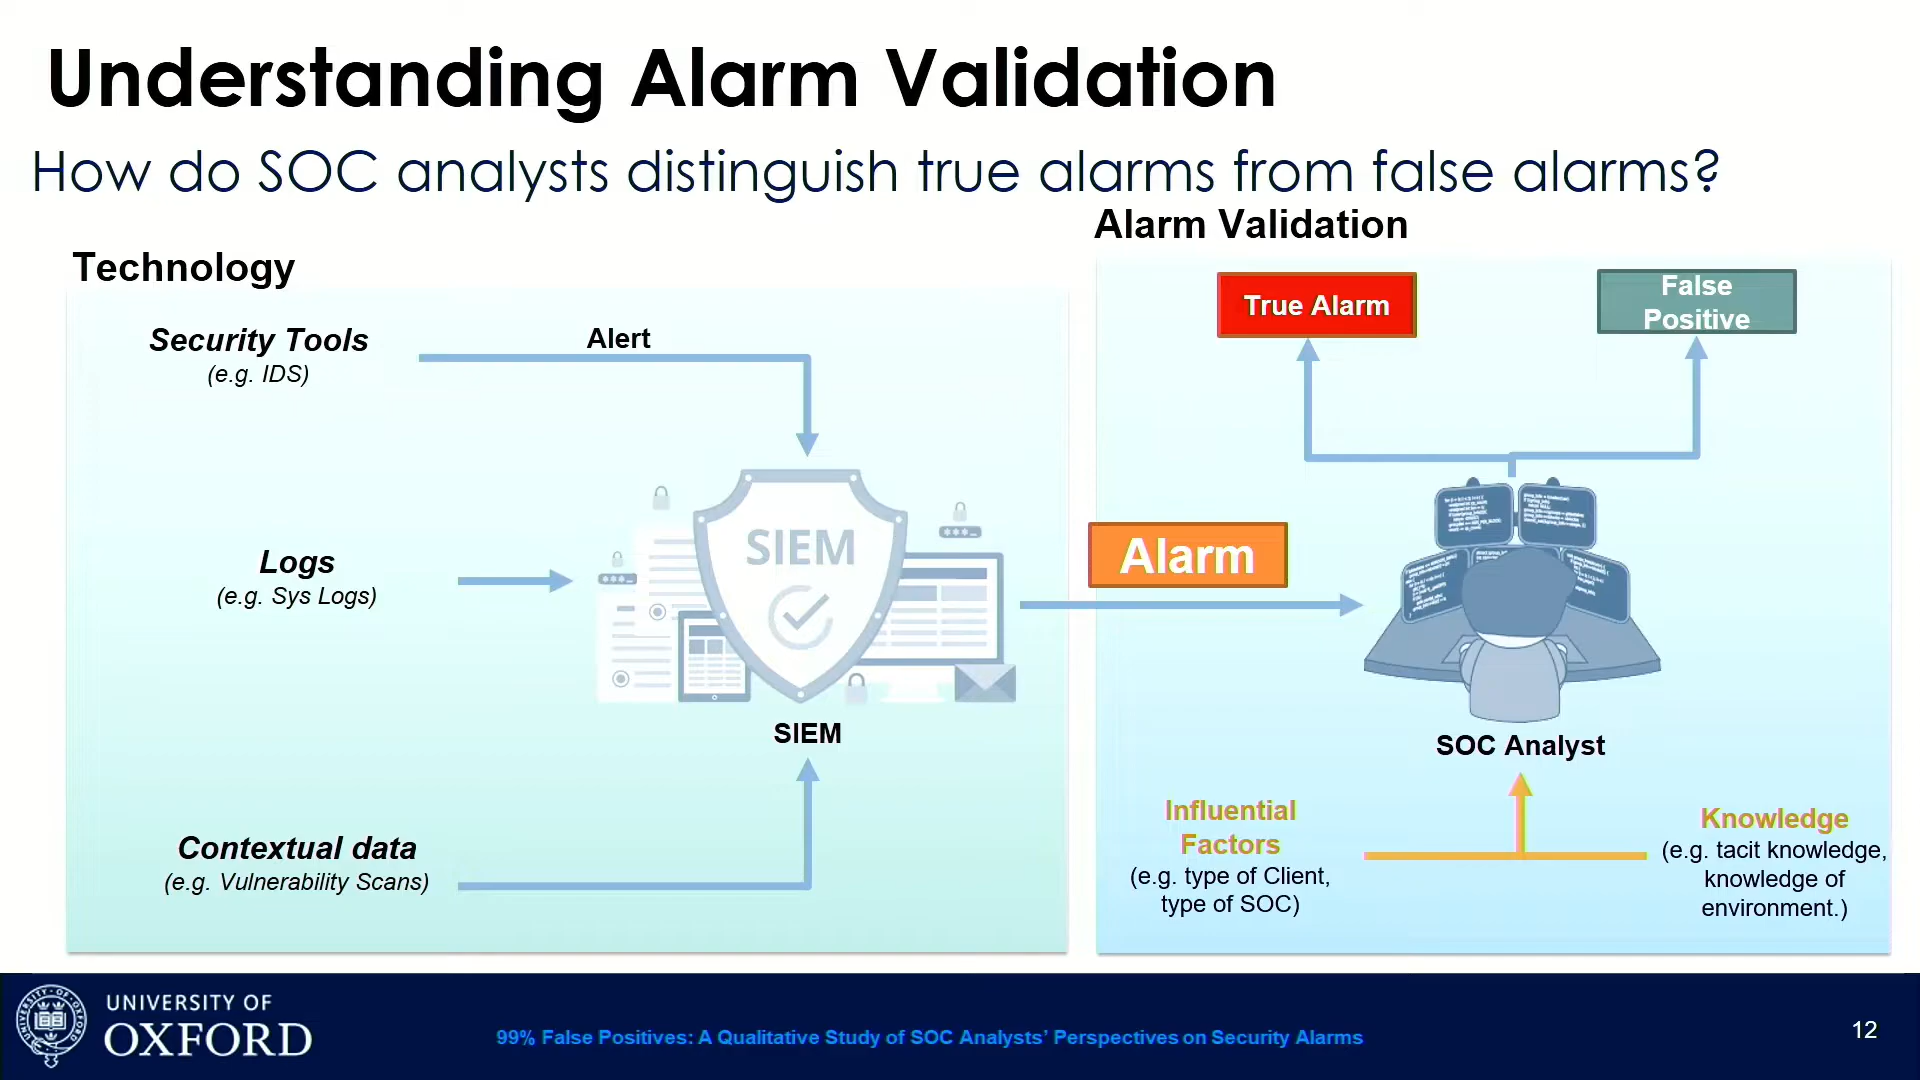 Understanding Alarm Validation
How do SOC analysts distinguish true alarms from false alarms?
Technology
Security Tools
(e.g. IDS)
Alert
Logs
(e.g. Sys Logs)
SIEM
SIEM
Contextual data
(e.g. Vulnerability Scans)
Alarm Validation
True Alarm
False
Positive
Alarm
SOC Analyst
Influential
Factors
(e.g. type of Client,
type of SOC)
Knowledge
(e.g. tacit knowledge,
knowledge of
environment.)
UNIVERSITY OF
OXFORD
99% False Positives: A Qualitative Study of SOC Analysts’ Perspectives on Security Alarms
12